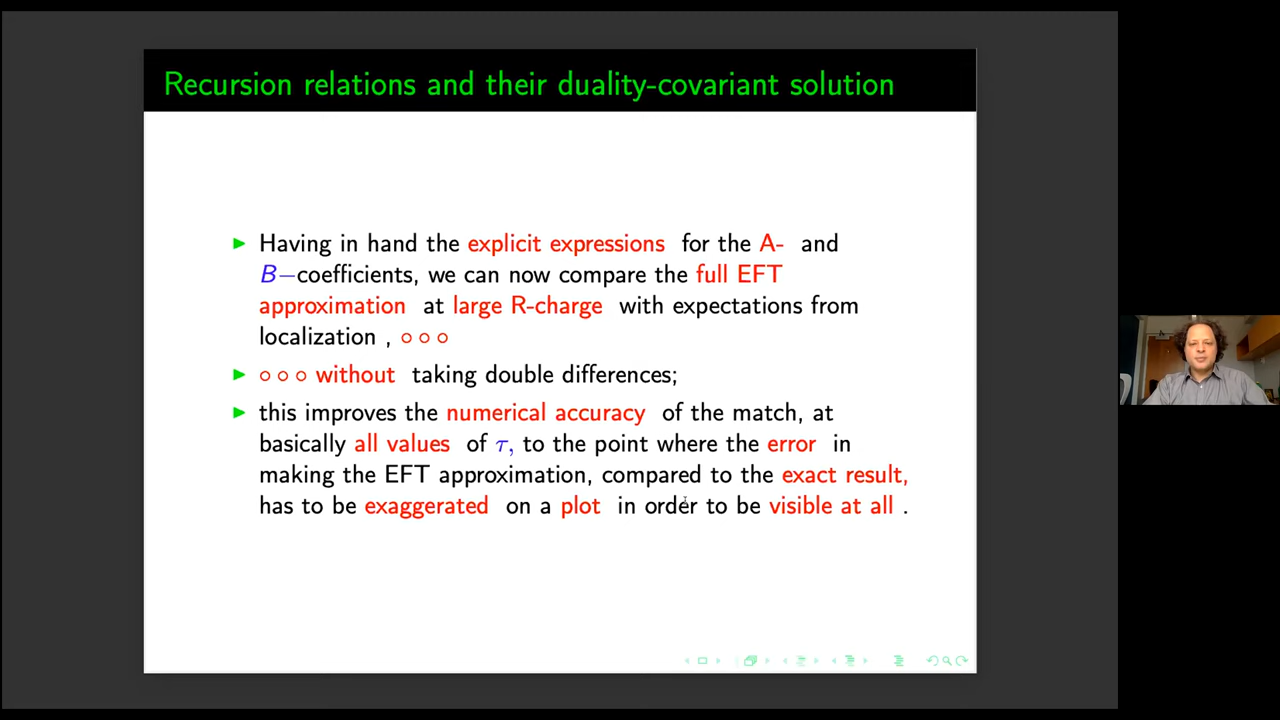 Recursion relations and their duality-covariant solution
Having in hand the explicit expressions for the A- and
B−coefficients, we can now compare the full EFT
approximation at large R-charge with expectations from
localization , ○ ○ ○
○ ○ ○ without taking double differences;
this improves the numerical accuracy of the match, at
basically all values of τ, to the point where the error in
making the EFT approximation, compared to the exact result,
has to be exaggerated on a plot in order to be visible at all .